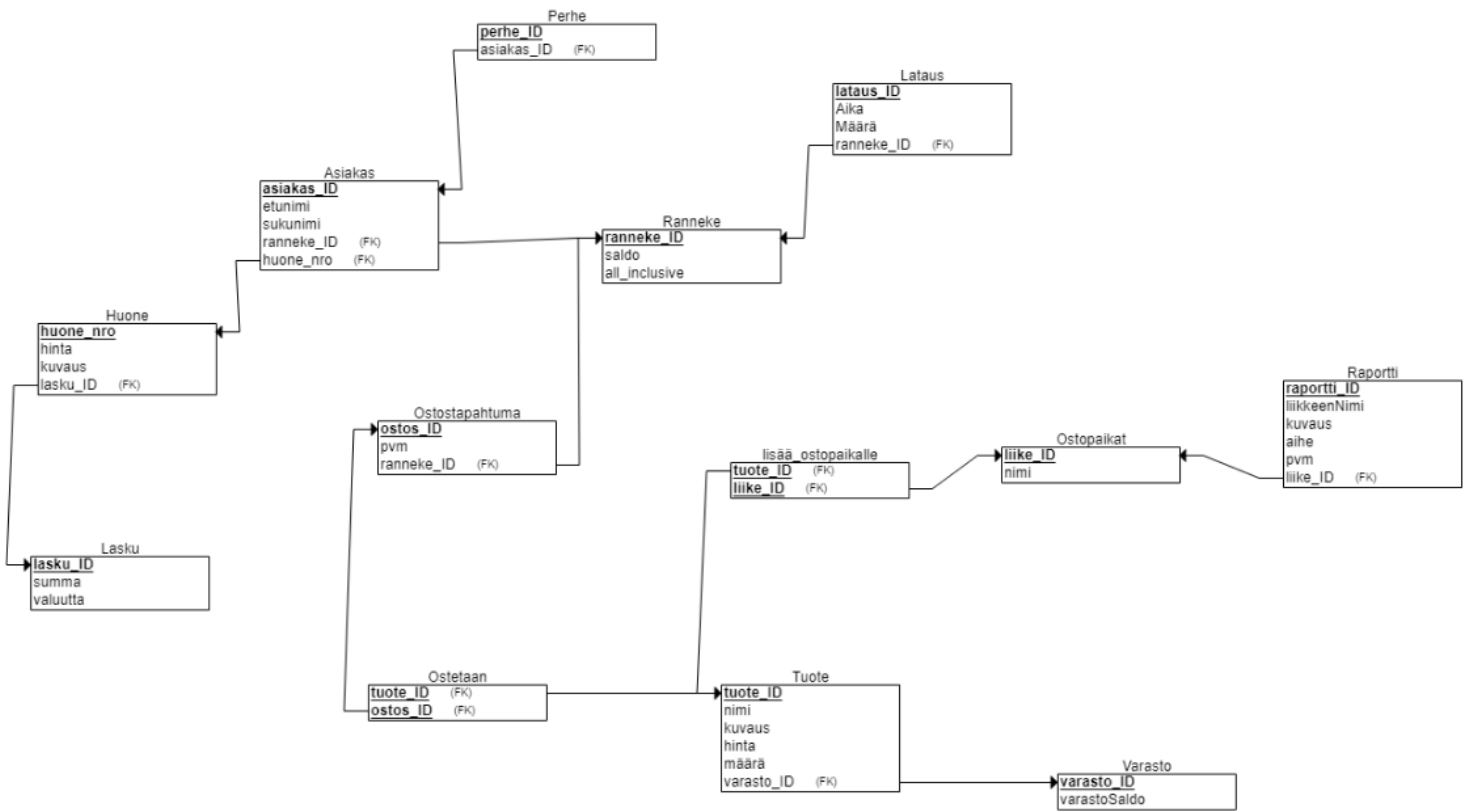 Perhe
perhe_ID
asiakas_ID (FK)
Lataus
lataus_ID
Aika
Määrä
ranneke_ID (FK)
Asiakas
asiakas_ID
etunimi
sukunimi
ranneke_ID (FK)
huone_nro (FK)
Ranneke
ranneke_ID
saldo
all_inclusive
Huone
huone_nro
hinta
kuvaus
lasku_ID (FK)
Raportti
raportti_ID
liikkeenNimi
kuvaus
aihe
pvm
liike_ID (FK)
Ostostapahtuma
ostos_ID
pvm
ranneke_ID (FK)
lisää_ostopaikalle
tuote_ID (FK)
liike_ID (FK)
Ostopaikat
liike_ID
nimi
Lasku
lasku_ID
summa
valuutta
Ostetaan
tuote_ID (FK)
ostos_ID (FK)
Tuote
tuote_ID
nimi
kuvaus
hinta
määrä
varasto_ID (FK)
Varasto
varasto_ID
varastoSaldo